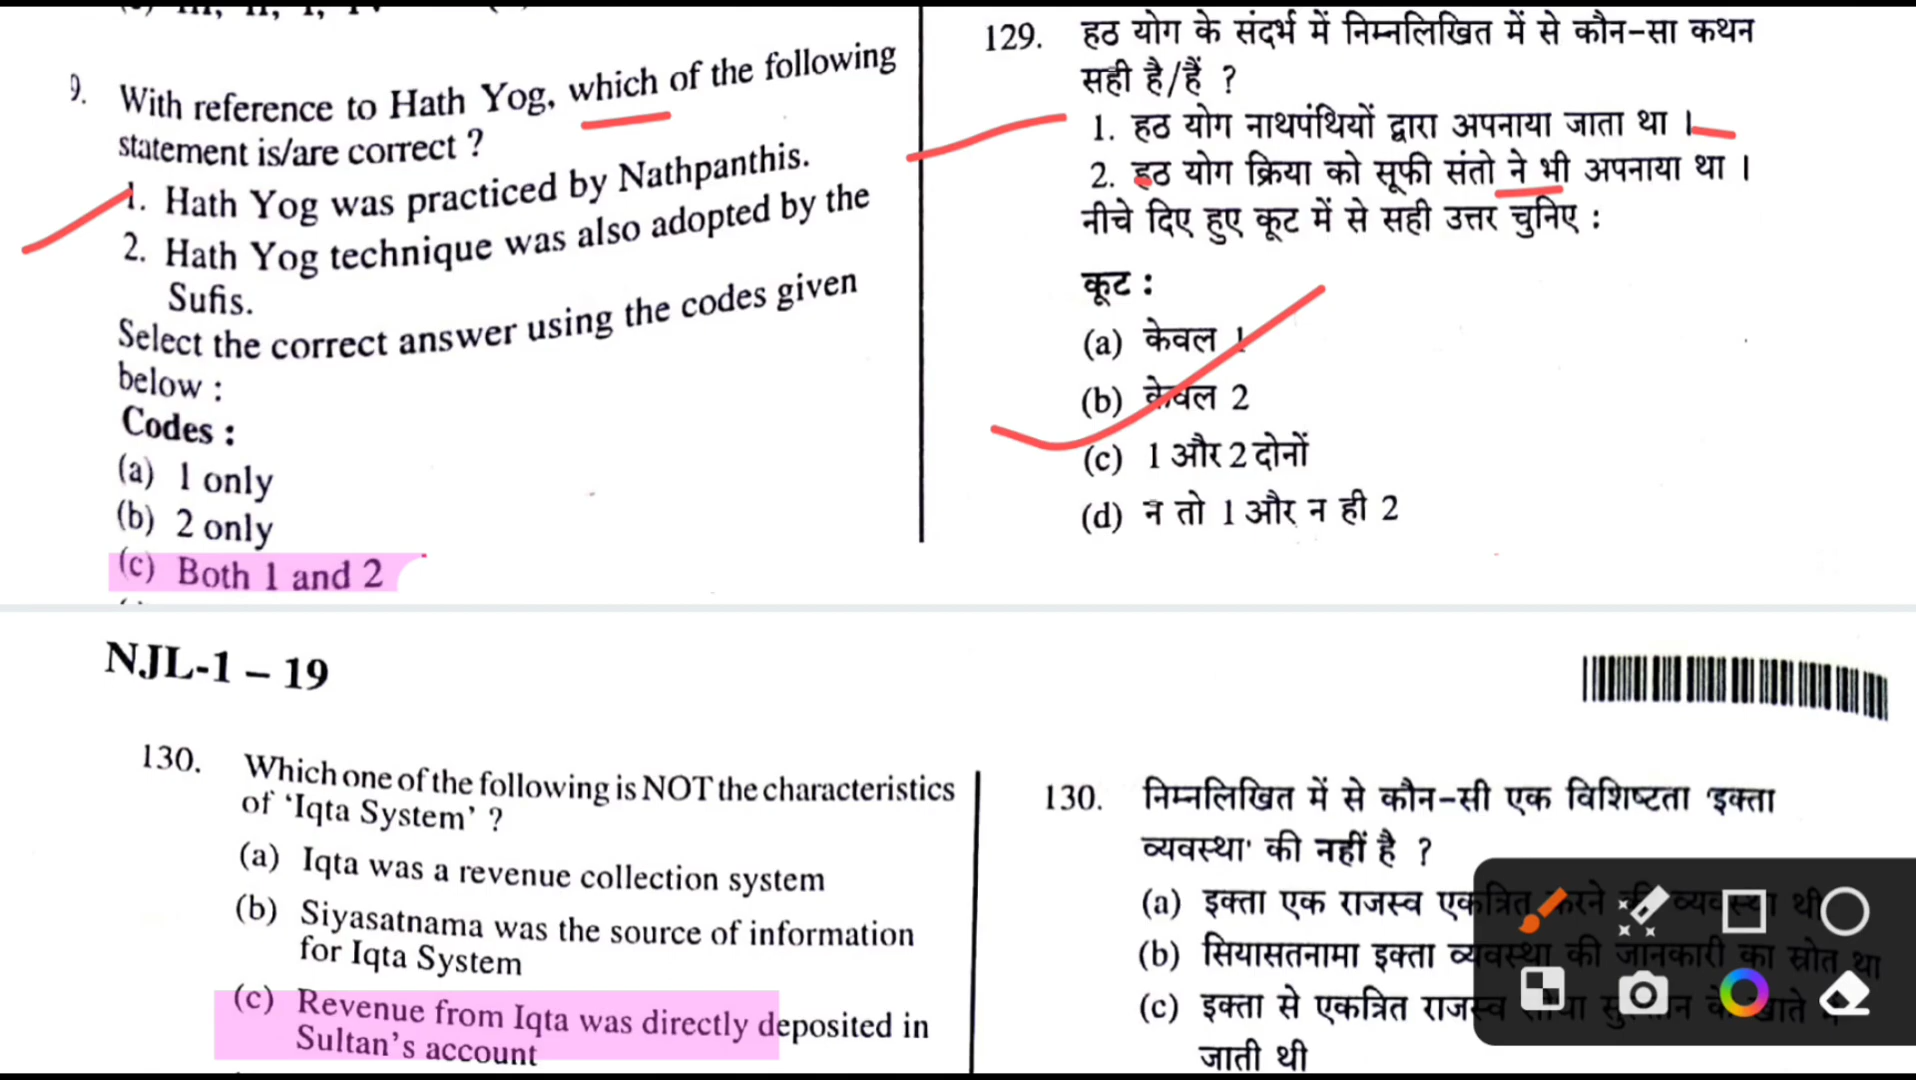 9. With reference to Hath Yog, which of the following
statement is/are correct ?
1. Hath Yog was practiced by Nathpanthis.
2. Hath Yog technique was also adopted by the
Sufis.
Select the correct answer using the codes given
below :
Codes :
(a) 1 only
(b) 2 only
(c) Both 1 and 2
129. हठ योग के संदर्भ में निम्नलिखित में से कौन-सा कथन
सही है/हैं ?
1. हठ योग नाथपंथियों द्वारा अपनाया जाता था ।
2. हठ योग क्रिया को सूफी संतो ने भी अपनाया था ।
नीचे दिए हुए कूट में से सही उत्तर चुनिए :
कूट :
(a) केवल 1
(b) केवल 2
(c) 1 और 2 दोनों
(d) न तो 1 और न ही 2
NJL-1 – 19
130. Which one of the following is NOT the characteristics
of ‘Iqta System’ ?
(a) Iqta was a revenue collection system
(b) Siyasatnama was the source of information
for Iqta System
(c) Revenue from Iqta was directly deposited in
Sultan’s account
130. निम्नलिखित में से कौन-सी एक विशिष्टता 'इक्ता
व्यवस्था' की नहीं है ?
(a) इक्ता एक राजस्व एकत्रित करने की व्यवस्था थी
(b) सियासतनामा इक्ता व्यवस्था की जानकारी का स्रोत था
(c) इक्ता से एकत्रित राजस्व के खाते में
जाती थी